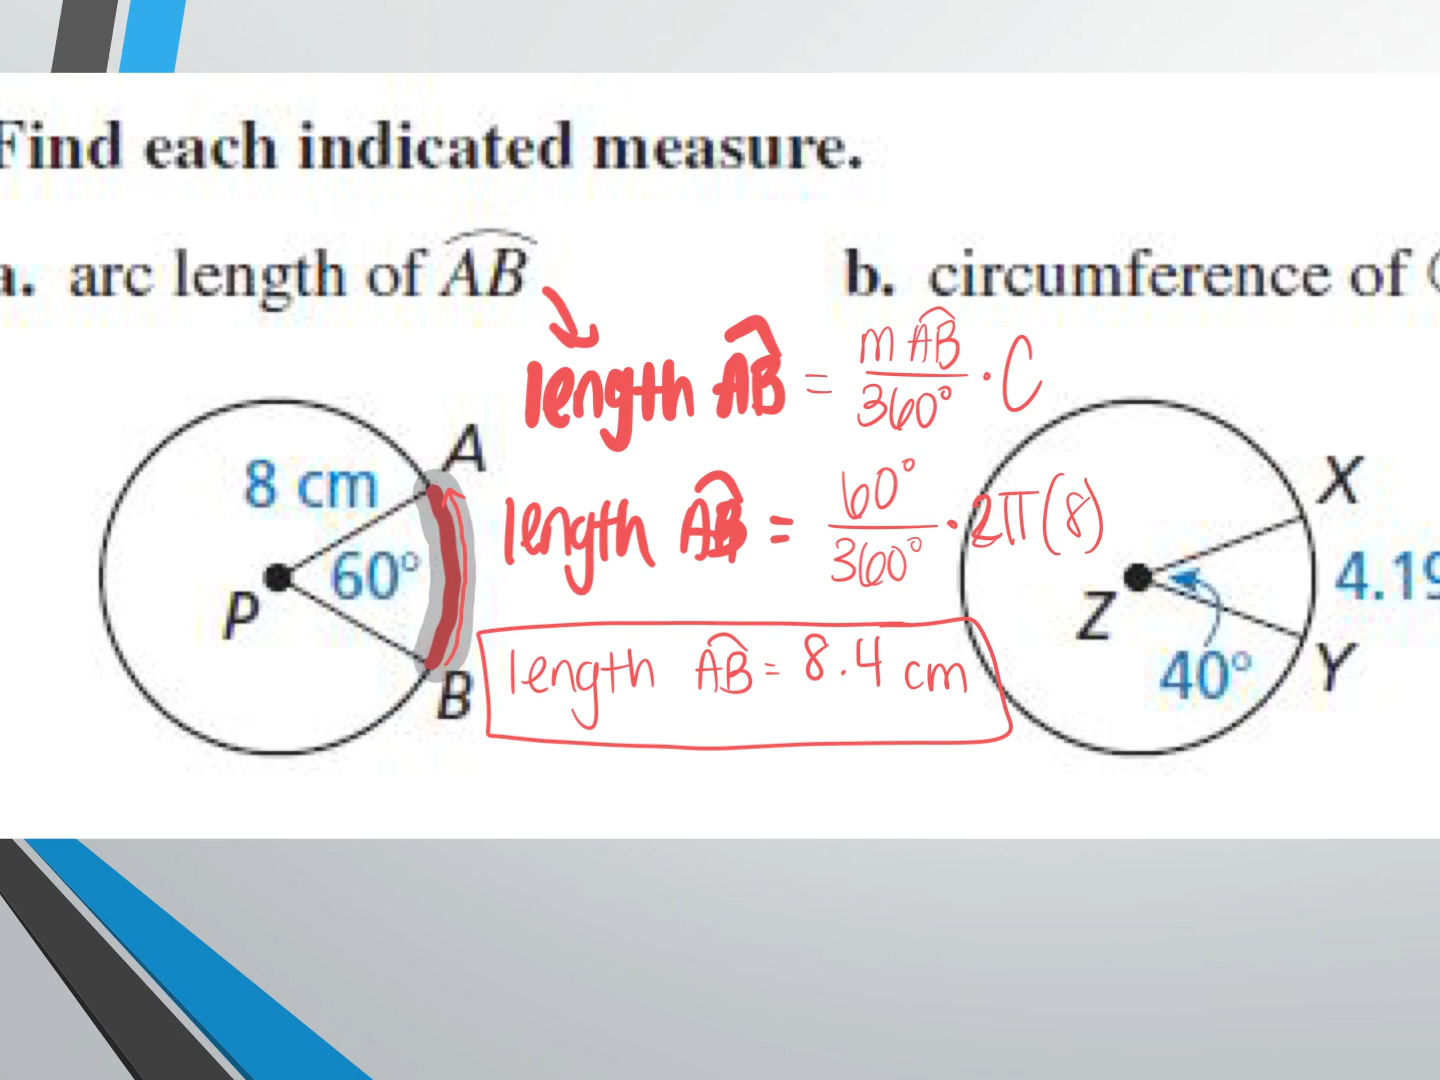 Find each indicated measure.
a. arc length of AB
b. circumference of
length AB = mAB/360° · C
8 cm
A
60°
P
B
length AB = 60°/360° · 2π(8)
length AB = 8.4 cm
X
4.19
Z
40°
Y